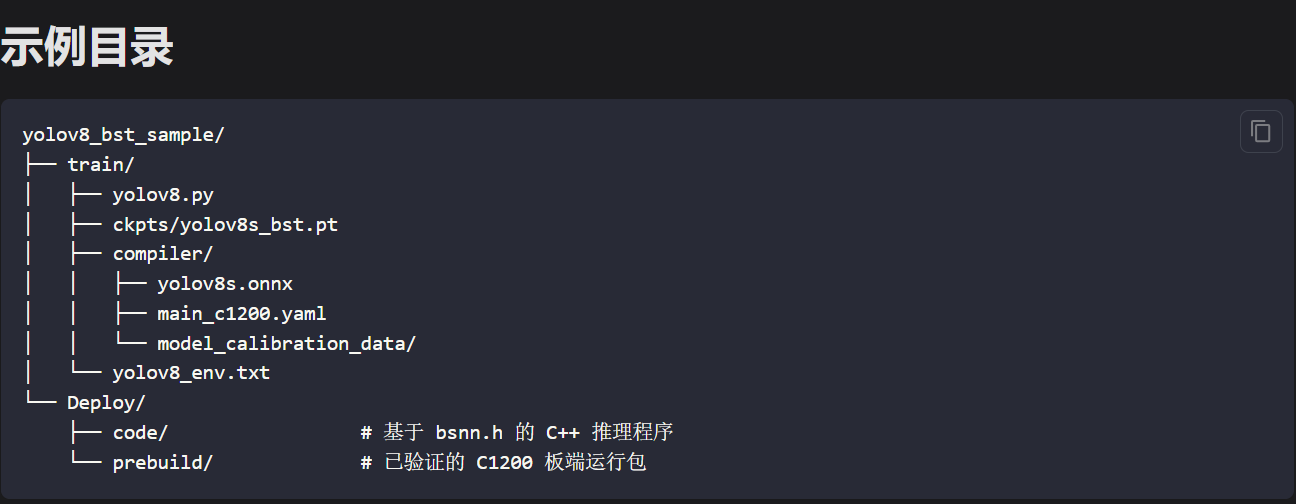 示例目录
yolov8_bst_sample/
├── train/
│   ├── yolov8.py
│   ├── ckpts/yolov8s_bst.pt
│   ├── compiler/
│   │   ├── yolov8s.onnx
│   │   ├── main_c1200.yaml
│   │   └── model_calibration_data/
│   └── yolov8_env.txt
└── Deploy/
    ├── code/                 # 基于 bsnn.h 的 C++ 推理程序
    └── prebuild/             # 已验证的 C1200 板端运行包